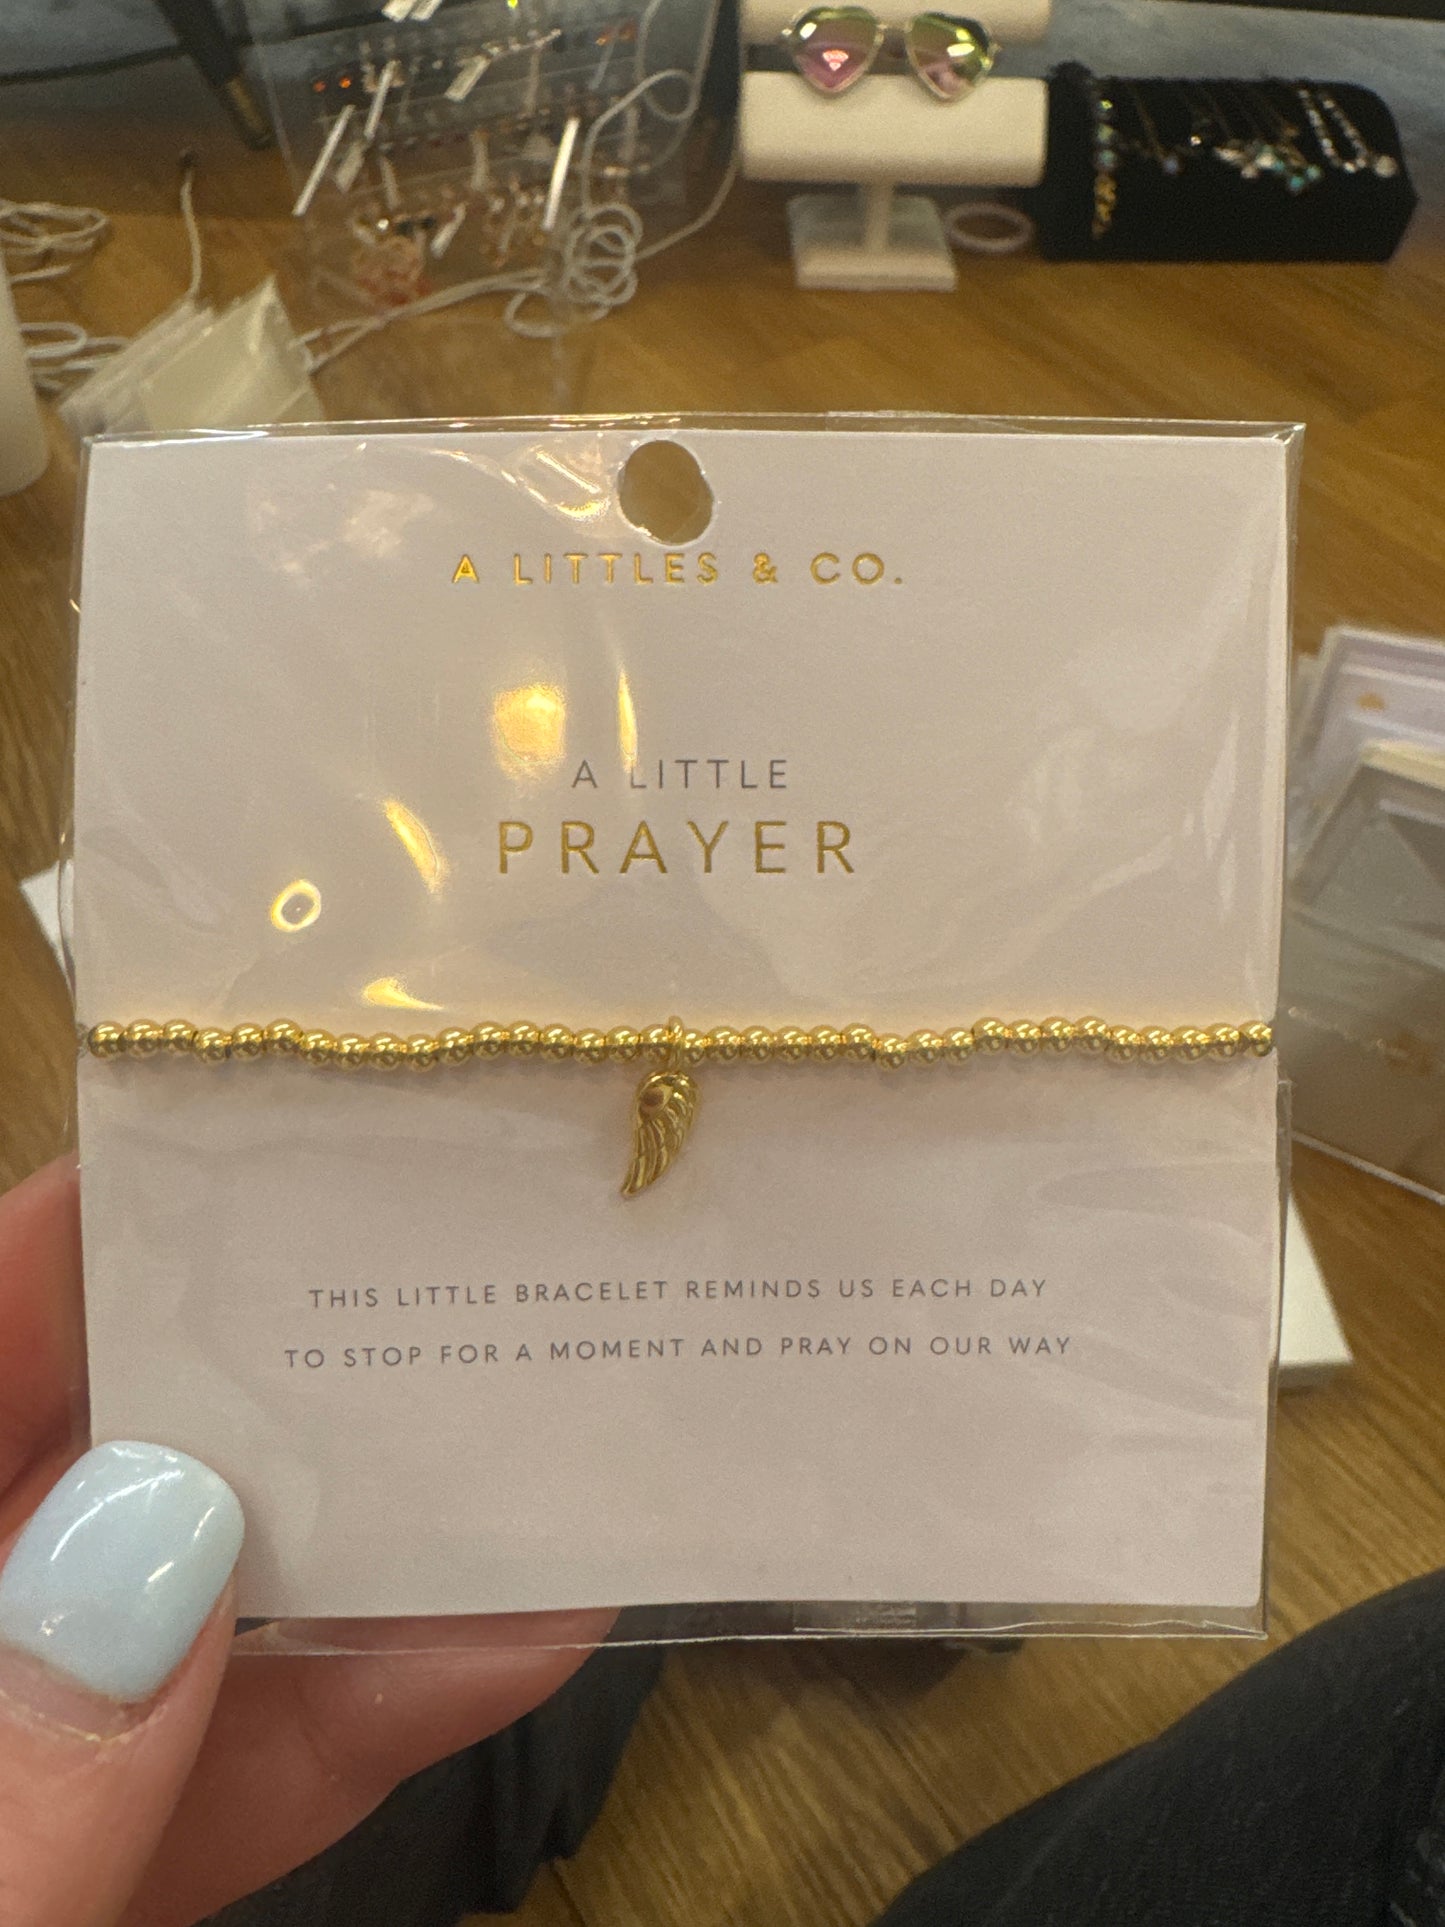 A LITTLES & CO.
A LITTLE
PRAYER
THIS LITTLE BRACELET REMINDS US EACH DAY
TO STOP FOR A MOMENT AND PRAY ON OUR WAY